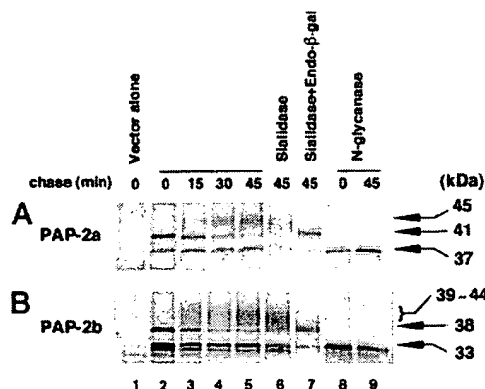 Vector alone
Sialidase
Sialidase+Endo-β-gal
N-glycanase
chase (min) 0 0 15 30 45 45 45 0 45 (kDa)
A
PAP-2a
45
41
37
B
PAP-2b
39~44
38
33
1 2 3 4 5 6 7 8 9